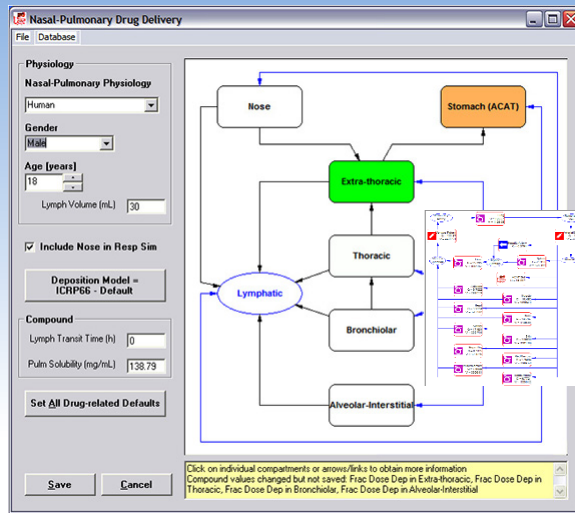 Nasal-Pulmonary Drug Delivery
File Database
Physiology
Nasal-Pulmonary Physiology
Human
Gender
Male
Age [years]
18
Lymph Volume (mL) 30
Include Nose in Resp Sim
Deposition Model =
ICRP66 - Default
Compound
Lymph Transit Time (h) 0
Pulm Solubility (mg/mL) 138.79
Set All Drug-related Defaults
Save Cancel
Nose
Stomach (ACAT)
Extra-thoracic
Thoracic
Lymphatic
Bronchiolar
Alveolar-Interstitial
Click on individual compartments or arrows/links to obtain more information
Compound values changed but not saved: Frac Dose Dep in Extra-thoracic, Frac Dose Dep in
Thoracic, Frac Dose Dep in Bronchiolar, Frac Dose Dep in Alveolar-Interstitial